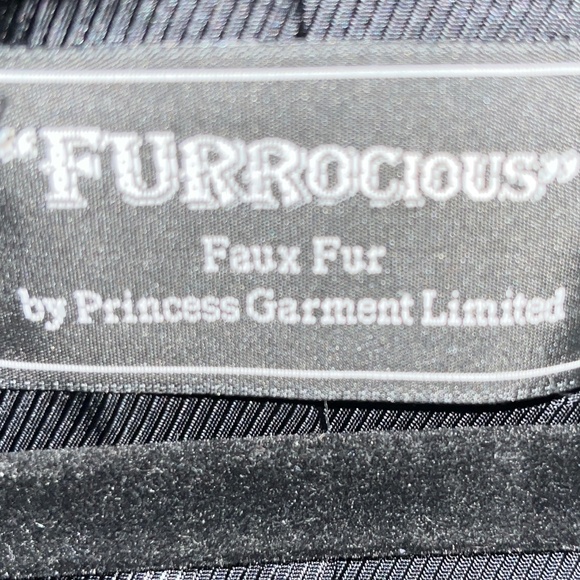 "FURROCIOUS"
Faux Fur
by Princess Garment Limited